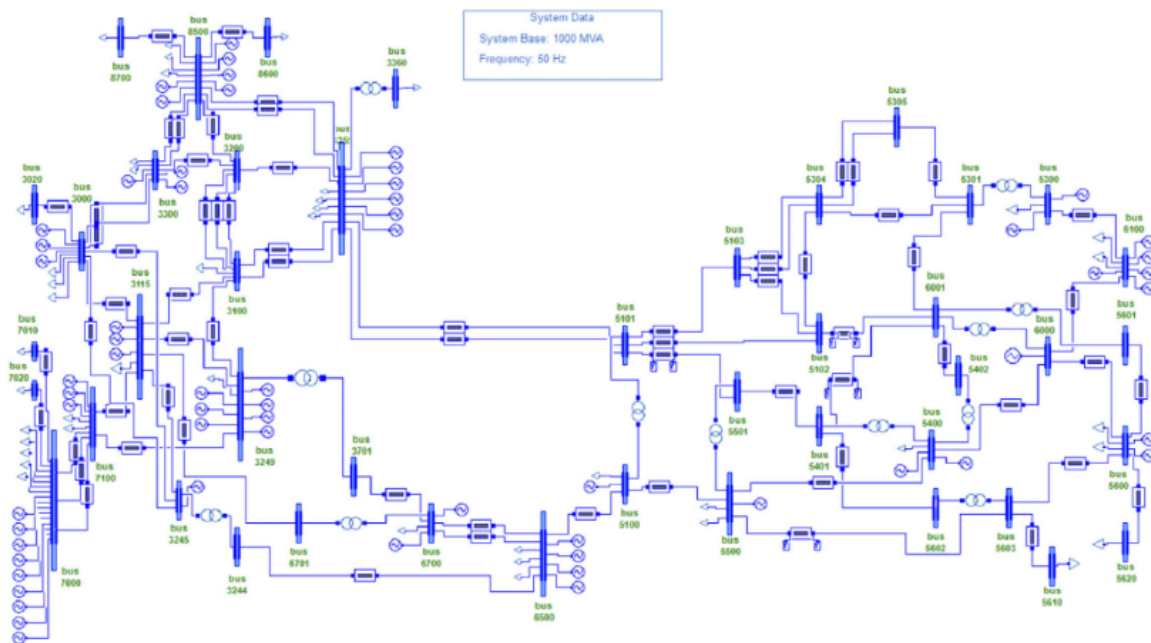 System Data
System Base: 1000 MVA
Frequency: 50 Hz
bus
8500
bus
8700
bus
8600
bus
3360
bus
5305
bus
3200
bus
3020
bus
3000
bus
3300
bus
5304
bus
5301
bus
5300
bus
6100
bus
5103
bus
3115
bus
3100
bus
6001
bus
5601
bus
7010
bus
5101
bus
6000
bus
7020
bus
5102
bus
5402
bus
5501
bus
5400
bus
7100
bus
3249
bus
3701
bus
5401
bus
5600
bus
5100
bus
3245
bus
7000
bus
3244
bus
6701
bus
6700
bus
6500
bus
5500
bus
5602
bus
5603
bus
5610
bus
5620